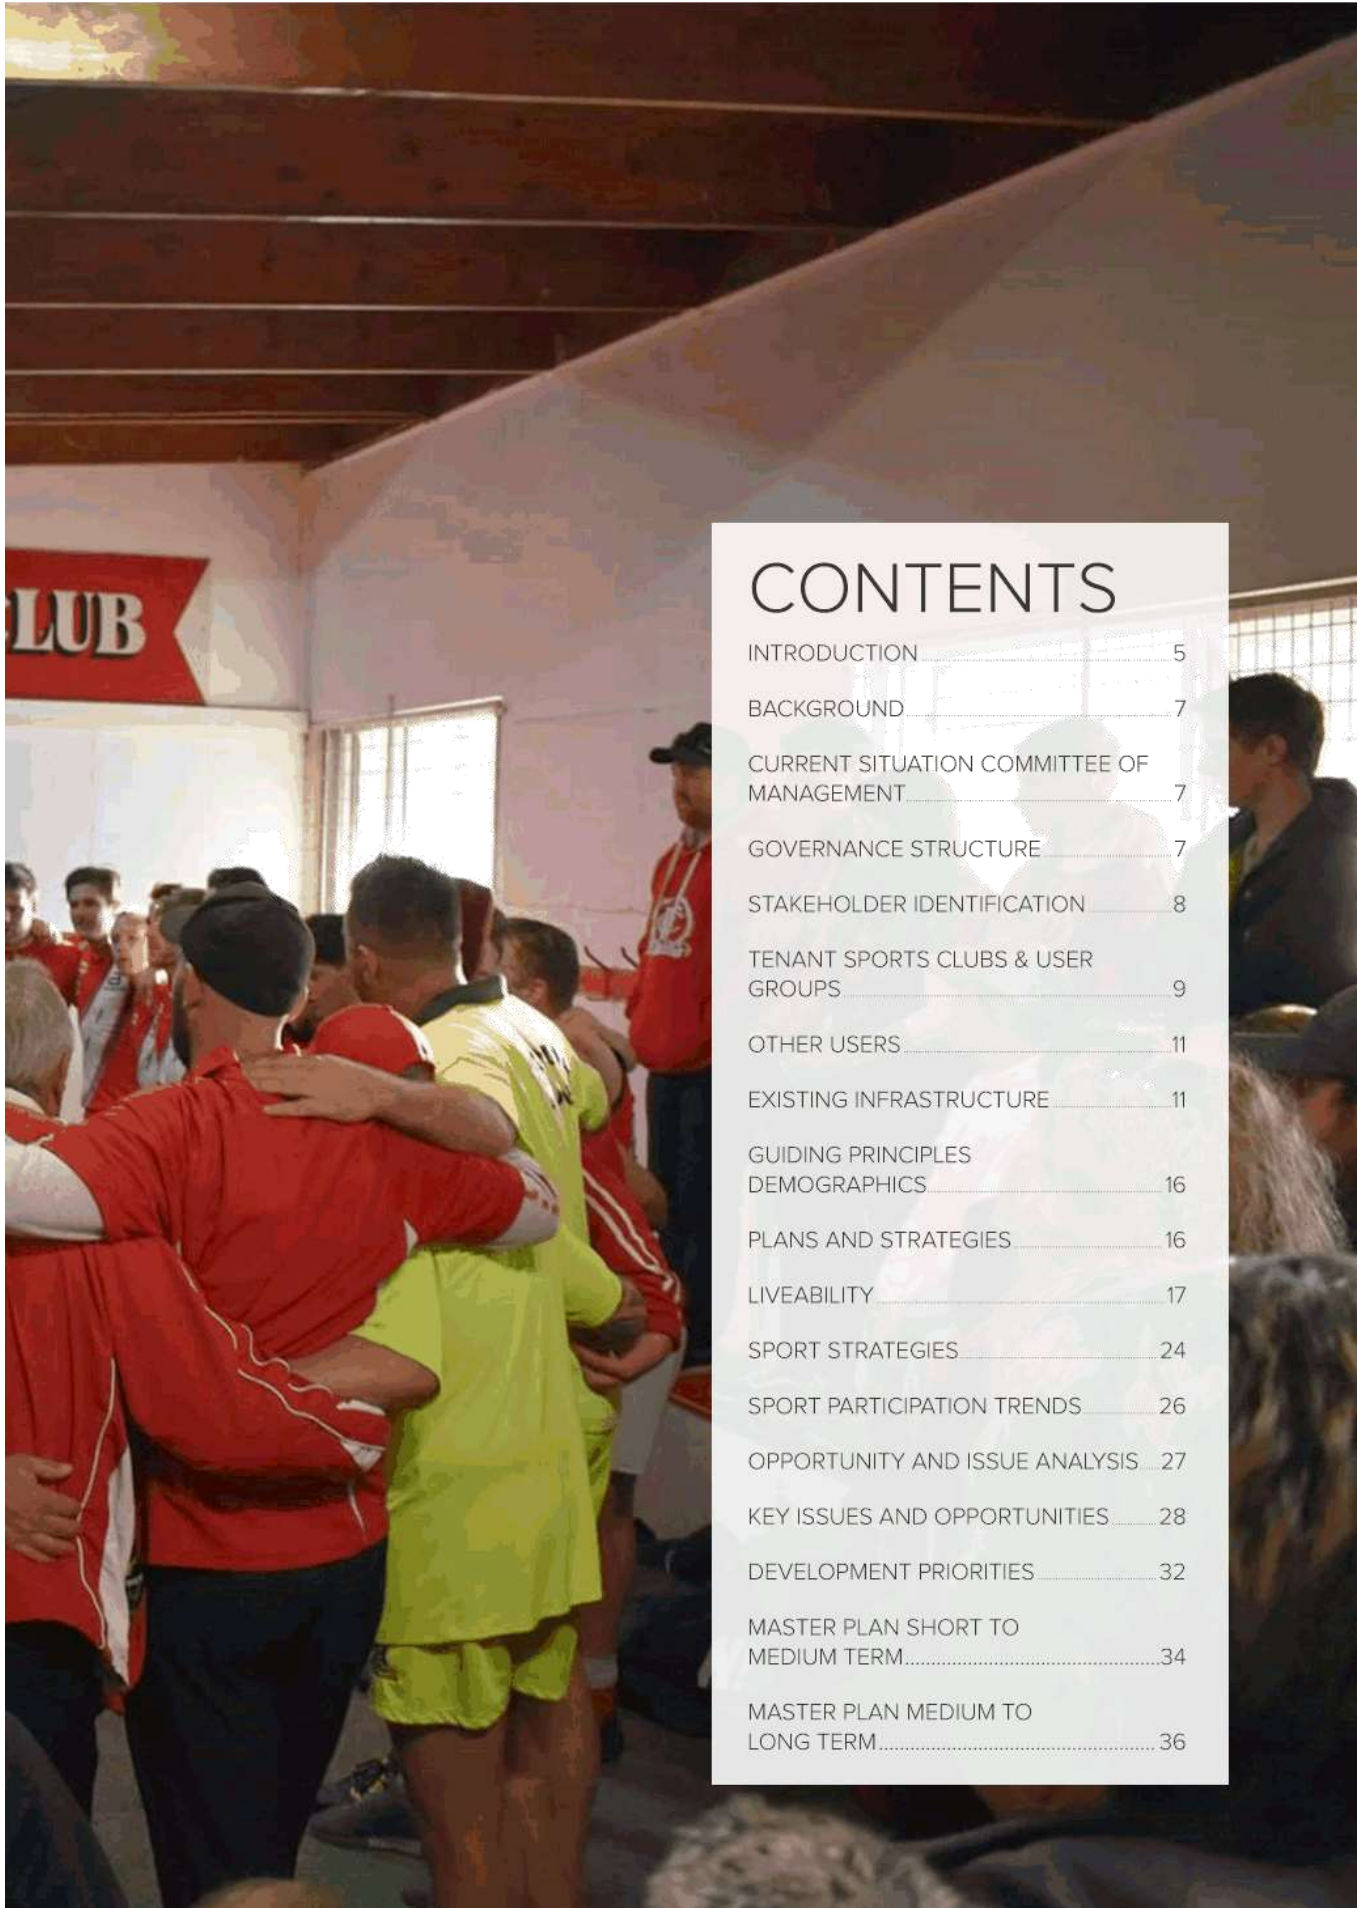 LUB
CONTENTS
INTRODUCTION 5
BACKGROUND 7
CURRENT SITUATION COMMITTEE OF
MANAGEMENT 7
GOVERNANCE STRUCTURE 7
STAKEHOLDER IDENTIFICATION 8
TENANT SPORTS CLUBS & USER
GROUPS 9
OTHER USERS 11
EXISTING INFRASTRUCTURE 11
GUIDING PRINCIPLES
DEMOGRAPHICS 16
PLANS AND STRATEGIES 16
LIVEABILITY 17
SPORT STRATEGIES 24
SPORT PARTICIPATION TRENDS 26
OPPORTUNITY AND ISSUE ANALYSIS 27
KEY ISSUES AND OPPORTUNITIES 28
DEVELOPMENT PRIORITIES 32
MASTER PLAN SHORT TO
MEDIUM TERM 34
MASTER PLAN MEDIUM TO
LONG TERM 36